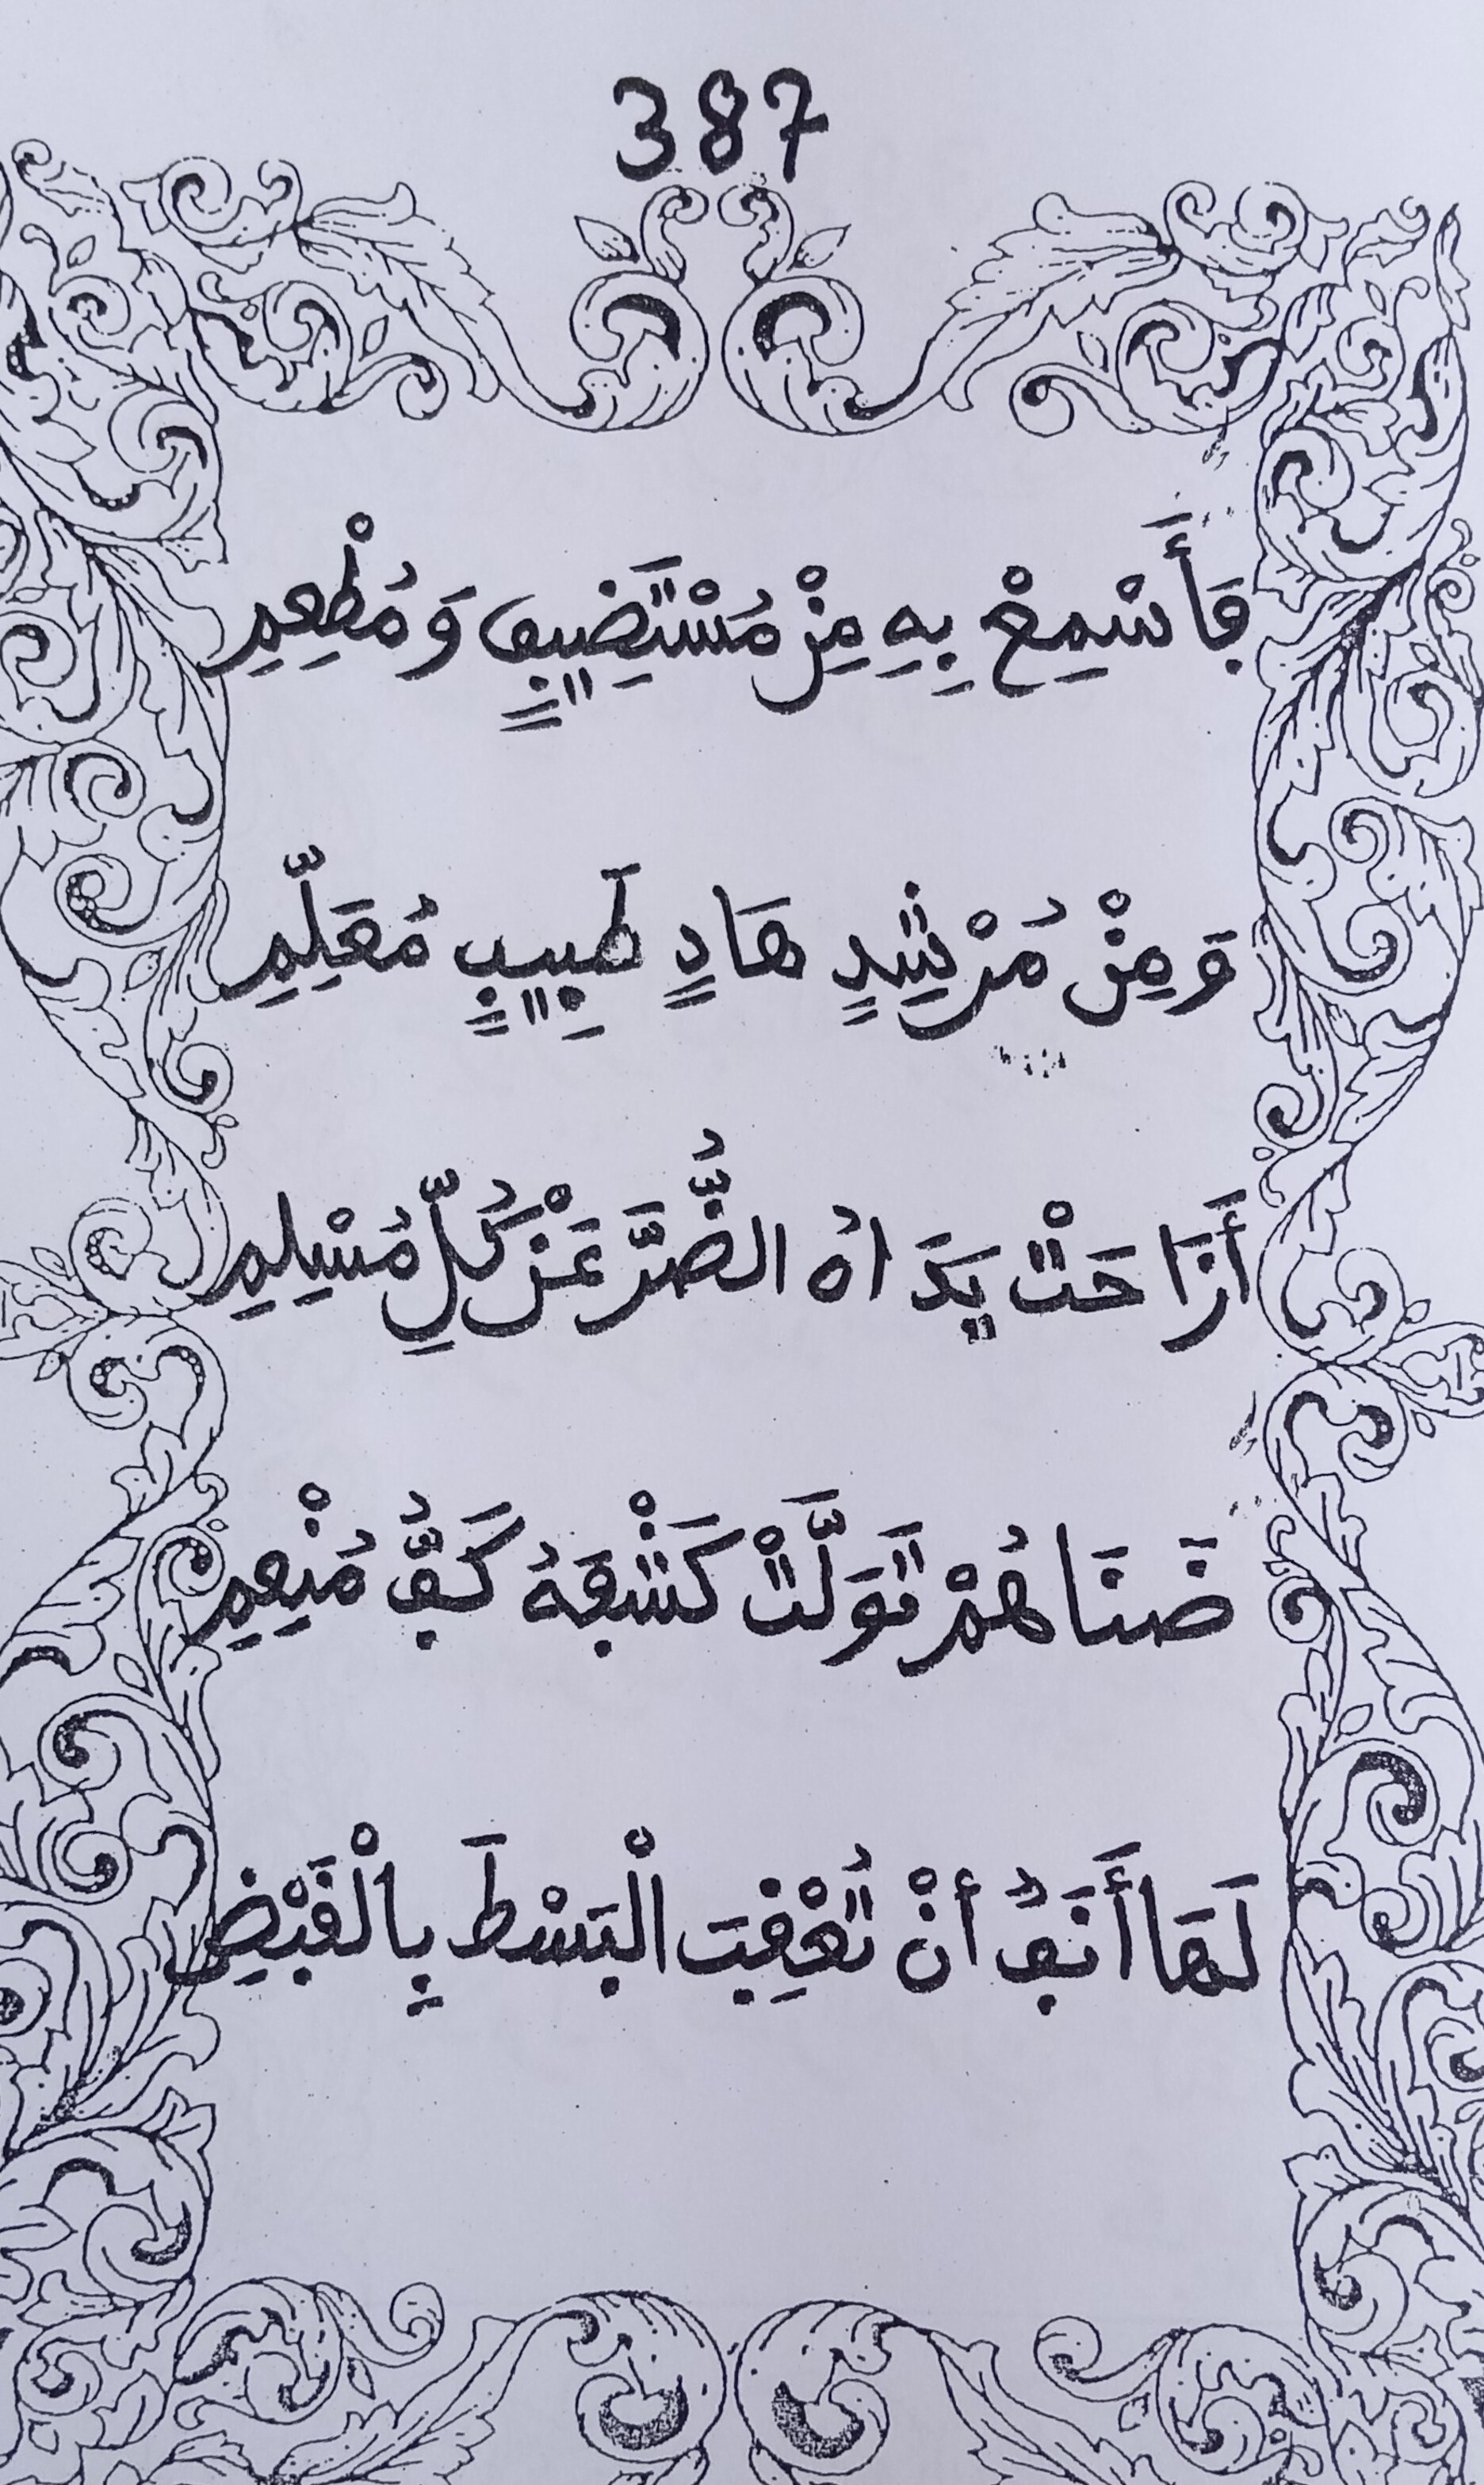 387
فَأَسْمِعْ بِهِ مِنْ مُسْتَضِيفٍ وَمُطْعِمِ
وَمِنْ مُرْشِدٍ هَادٍ طَبِيبٍ مُعَلِّمِ
أَزَاحَتْ يَدَاهُ الضُّرَّ عَنْ كُلِّ مُسْلِمِ
ضَنَاهُمْ تَوَلَّتْ كَشْفَهُ كَفُّ مُنْعِمِ
لَهَا أَنَفٌ أَنْ تُعْقِبَ الْبَسْطَ بِالْقَبْضِ